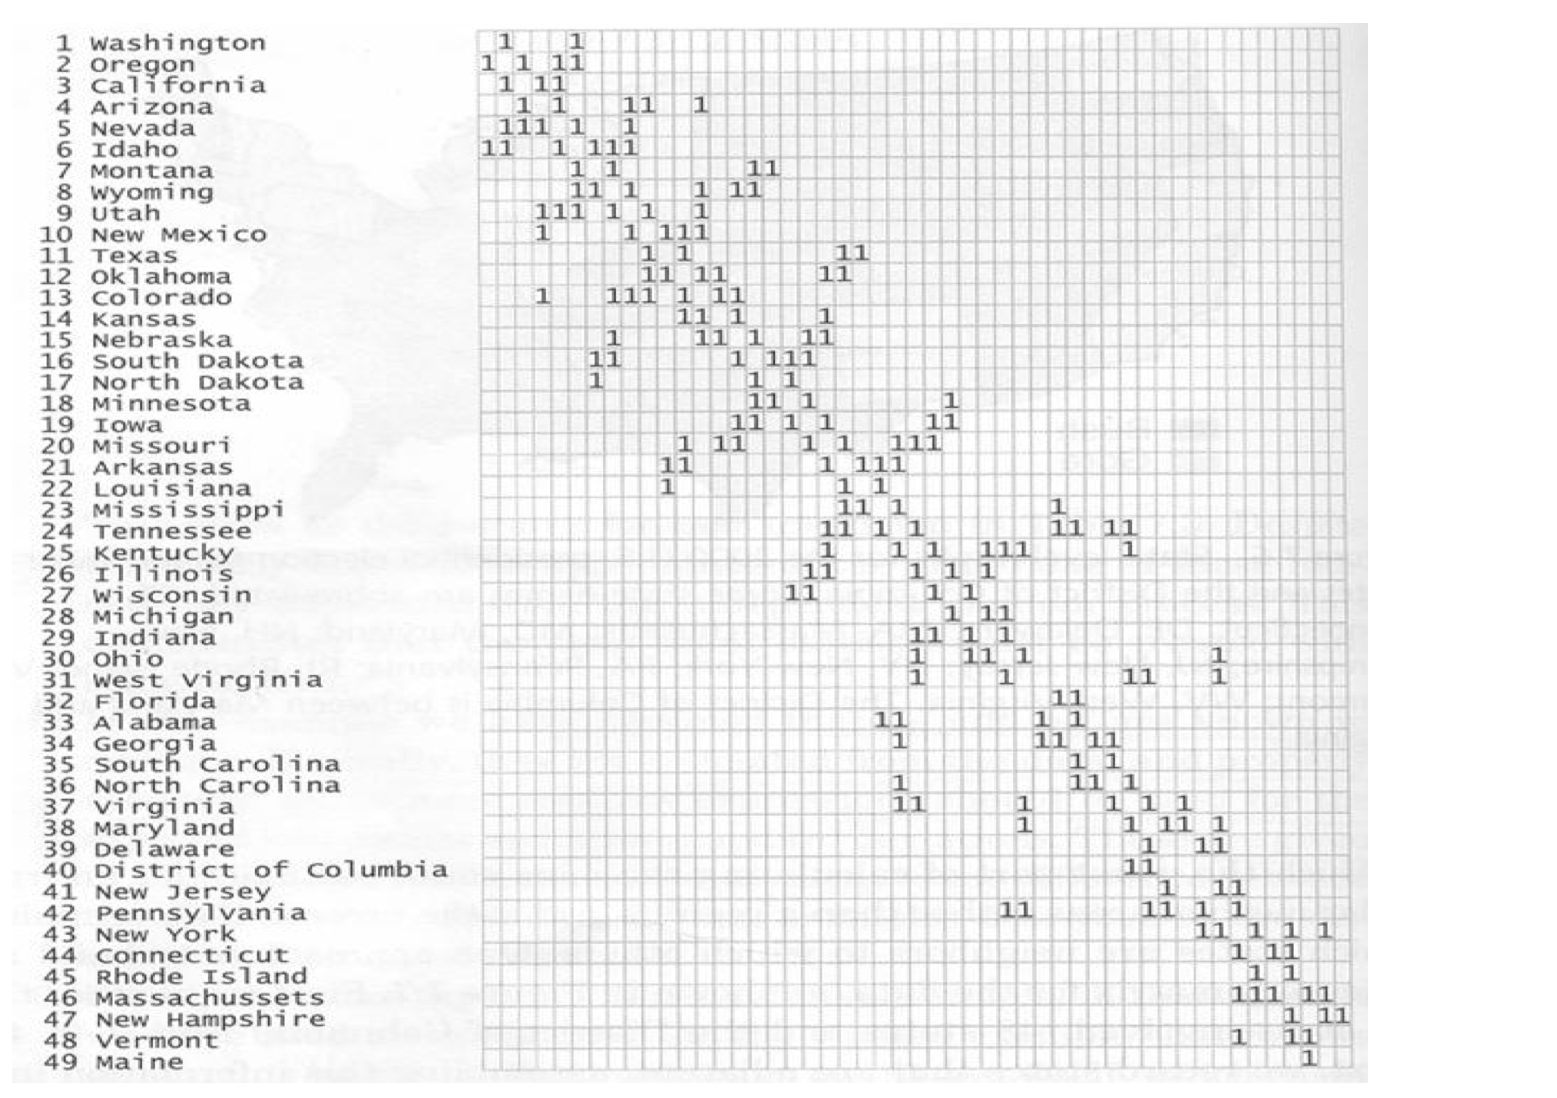 1 Washington 1 1
2 Oregon 1 1 11
3 California 1 11
4 Arizona 1 1 11 1
5 Nevada 111 1 1
6 Idaho 11 1 111
7 Montana 1 1 11
8 Wyoming 11 1 1 11
9 Utah 111 1 1 1
10 New Mexico 1 1 111
11 Texas 1 1 11
12 Oklahoma 11 11 11
13 Colorado 1 111 1 11
14 Kansas 11 1 1
15 Nebraska 1 11 1 11
16 South Dakota 11 1 111
17 North Dakota 1 1 1
18 Minnesota 11 1 1
19 Iowa 11 1 1 11
20 Missouri 1 11 1 1 111
21 Arkansas 11 1 111
22 Louisiana 1 1 1
23 Mississippi 11 1 1
24 Tennessee 11 1 1 11 11
25 Kentucky 1 1 1 111 1
26 Illinois 11 1 1 1
27 Wisconsin 11 1 1
28 Michigan 1 11
29 Indiana 11 1 1
30 Ohio 1 11 1 1
31 West Virginia 1 1 11 1
32 Florida 11
33 Alabama 11 1 1
34 Georgia 1 11 11
35 South Carolina 1 1
36 North Carolina 1 11 1
37 Virginia 11 1 1 1 1
38 Maryland 1 1 11 1
39 Delaware 1 11
40 District of Columbia 11
41 New Jersey 1 11
42 Pennsylvania 11 11 1 1
43 New York 11 1 1 1
44 Connecticut 1 11
45 Rhode Island 1 1
46 Massachussets 111 11
47 New Hampshire 1 11
48 Vermont 1 11
49 Maine 1